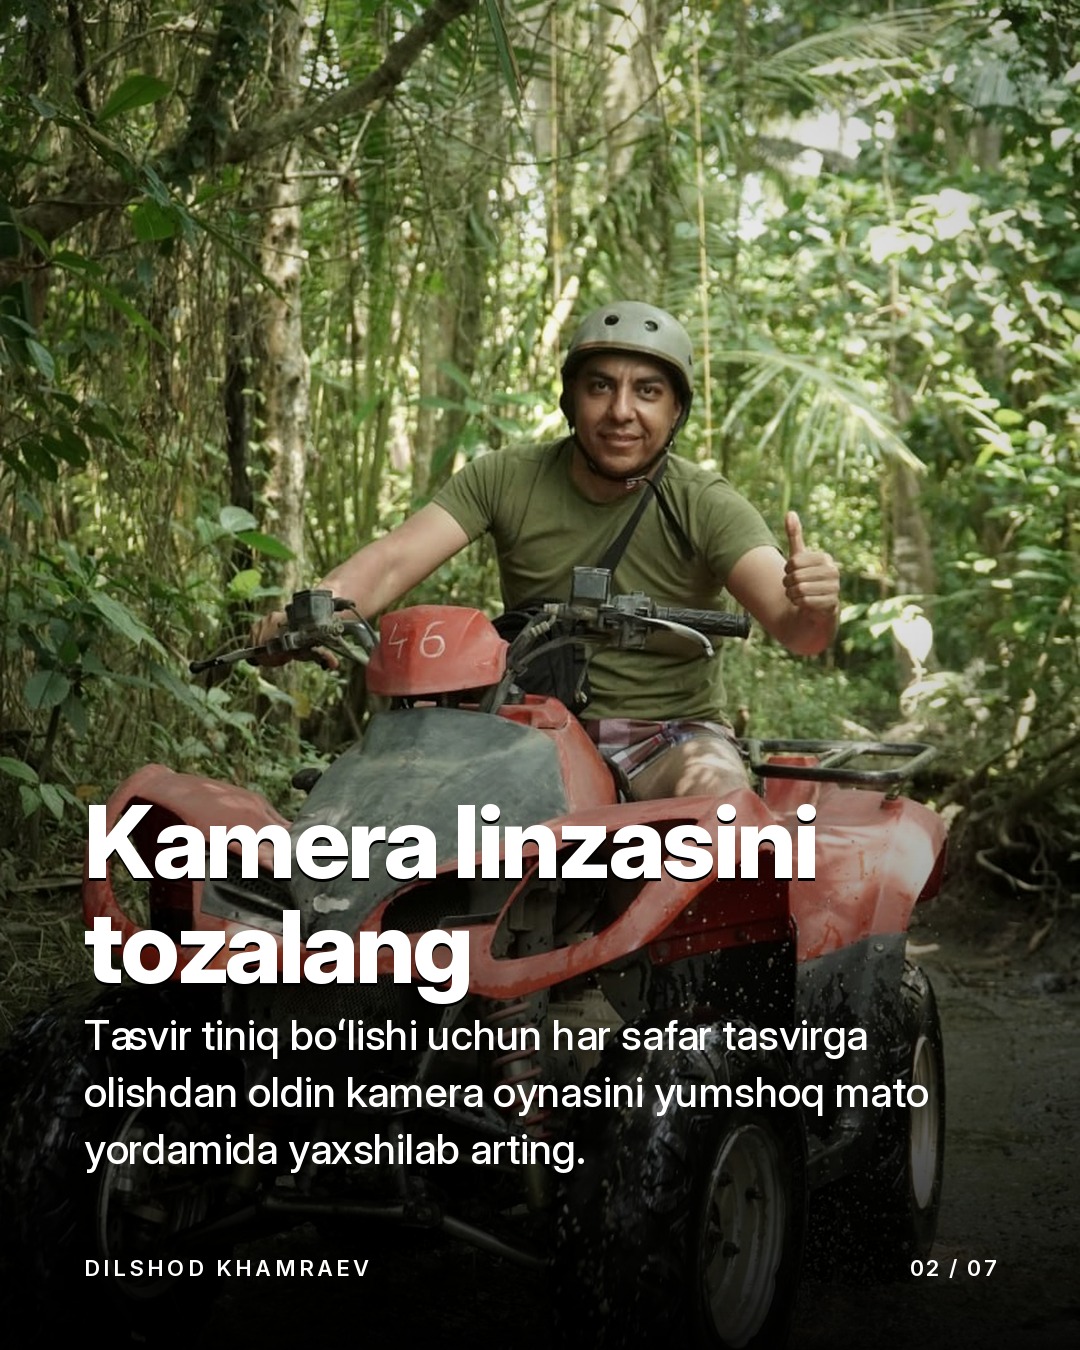 46
Kamera linzasini
tozalang
Tasvir tiniq boʻlishi uchun har safar tasvirga
olishdan oldin kamera oynasini yumshoq mato
yordamida yaxshilab arting.
DILSHOD KHAMRAEV
02 / 07